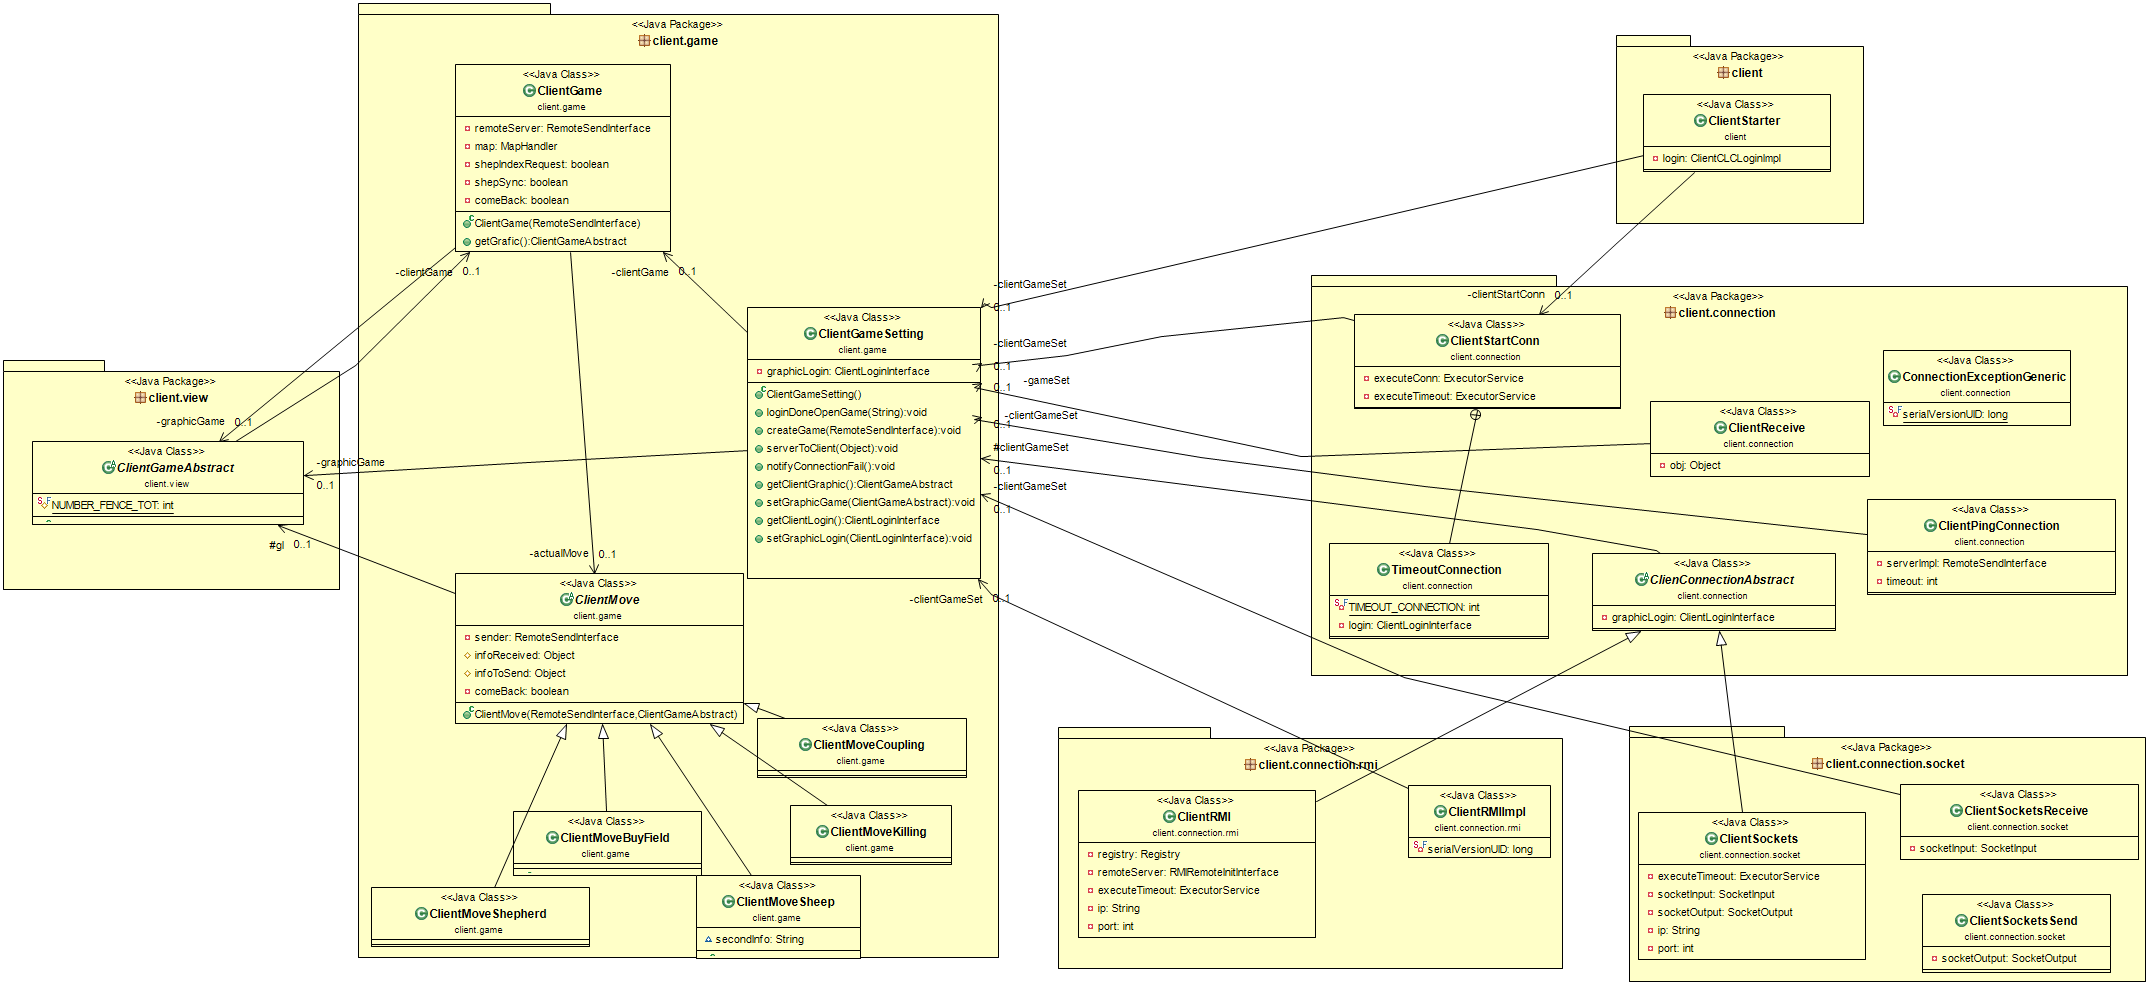 <<Java Package>>
client.game
<<Java Class>>
ClientGame
client.game
remoteServer: RemoteSendInterface
map: MapHandler
shepIndexRequest: boolean
shepSync: boolean
comeBack: boolean
ClientGame(RemoteSendInterface)
getGrafic():ClientGameAbstract
-clientGame 0..1
-clientGame 0..1
<<Java Class>>
ClientGameSetting
client.game
graphicLogin: ClientLoginInterface
ClientGameSetting()
loginDoneOpenGame(String):void
createGame(RemoteSendInterface):void
serverToClient(Object):void
notifyConnectionFail():void
getClientGraphic():ClientGameAbstract
setGraphicGame(ClientGameAbstract):void
getClientLogin():ClientLoginInterface
setGraphicLogin(ClientLoginInterface):void
<<Java Package>>
client.view
-graphicGame 0..1
<<Java Class>>
ClientGameAbstract
client.view
NUMBER_FENCE_TOT: int
-graphicGame
0..1
#gl 0..1
-actualMove 0..1
<<Java Class>>
ClientMove
client.game
sender: RemoteSendInterface
infoReceived: Object
infoToSend: Object
comeBack: boolean
ClientMove(RemoteSendInterface,ClientGameAbstract)
<<Java Class>>
ClientMoveCoupling
client.game
<<Java Class>>
ClientMoveKilling
client.game
<<Java Class>>
ClientMoveBuyField
client.game
<<Java Class>>
ClientMoveSheep
client.game
secondInfo: String
<<Java Class>>
ClientMoveShepherd
client.game
<<Java Package>>
client
<<Java Class>>
ClientStarter
client
login: ClientCLCLoginImpl
-clientGameSet
0..1
-clientGameSet
0..1
-gameSet
0..1
-clientGameSet
0..1
#clientGameSet
0..1
-clientGameSet
0..1
-clientGameSet 0..1
-clientStartConn 0..1
<<Java Package>>
client.connection
<<Java Class>>
ClientStartConn
client.connection
executeConn: ExecutorService
executeTimeout: ExecutorService
<<Java Class>>
ConnectionExceptionGeneric
client.connection
serialVersionUID: long
<<Java Class>>
ClientReceive
client.connection
obj: Object
<<Java Class>>
ClientPingConnection
client.connection
serverImpl: RemoteSendInterface
timeout: int
<<Java Class>>
TimeoutConnection
client.connection
TIMEOUT_CONNECTION: int
login: ClientLoginInterface
<<Java Class>>
ClienConnectionAbstract
client.connection
graphicLogin: ClientLoginInterface
<<Java Package>>
client.connection.rmi
<<Java Class>>
ClientRMI
client.connection.rmi
registry: Registry
remoteServer: RMIRemoteInitInterface
executeTimeout: ExecutorService
ip: String
port: int
<<Java Class>>
ClientRMIImpl
client.connection.rmi
serialVersionUID: long
<<Java Package>>
client.connection.socket
<<Java Class>>
ClientSockets
client.connection.socket
executeTimeout: ExecutorService
socketInput: SocketInput
socketOutput: SocketOutput
ip: String
port: int
<<Java Class>>
ClientSocketsReceive
client.connection.socket
socketInput: SocketInput
<<Java Class>>
ClientSocketsSend
client.connection.socket
socketOutput: SocketOutput